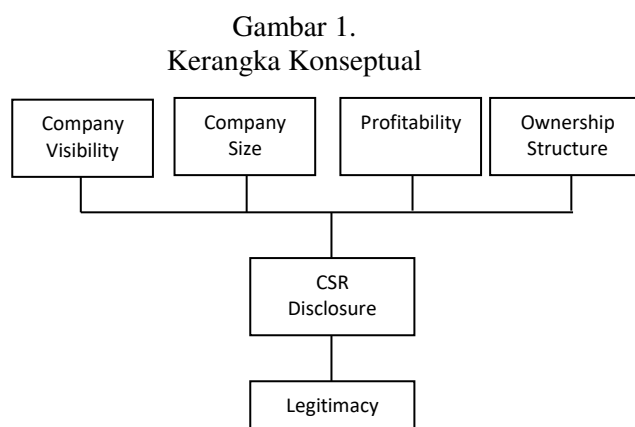 Gambar 1.
Kerangka Konseptual
Company
Visibility
Company
Size
Profitability
Ownership
Structure
CSR
Disclosure
Legitimacy